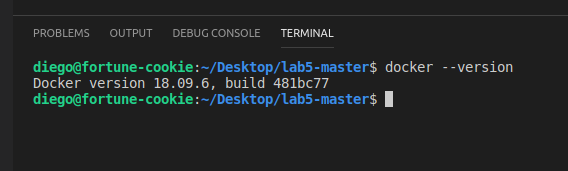 PROBLEMS OUTPUT DEBUG CONSOLE TERMINAL
diego@fortune-cookie:~/Desktop/lab5-master$ docker --version
Docker version 18.09.6, build 481bc77
diego@fortune-cookie:~/Desktop/lab5-master$